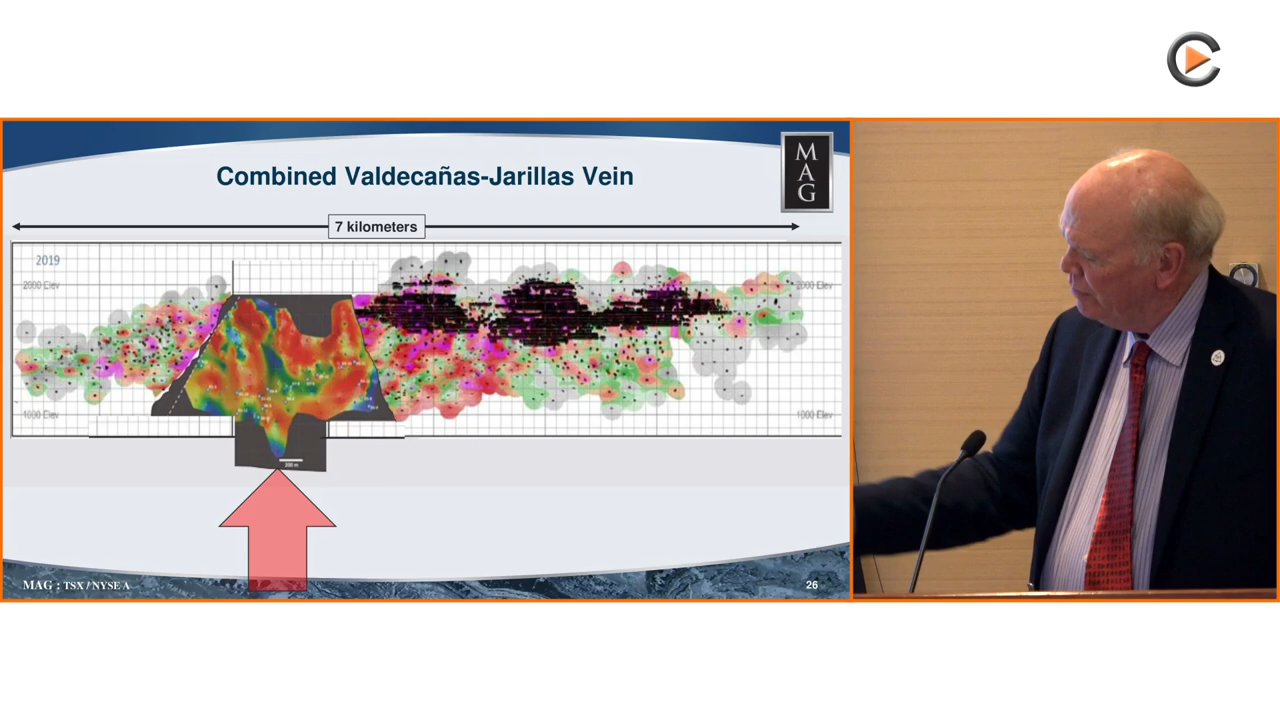 Combined Valdecañas-Jarillas Vein
M
A
G
7 kilometers
2019
2000 Elev
2000 Elev
1000 Elev
1000 Elev
200 m
MAG : TSX / NYSE A
26